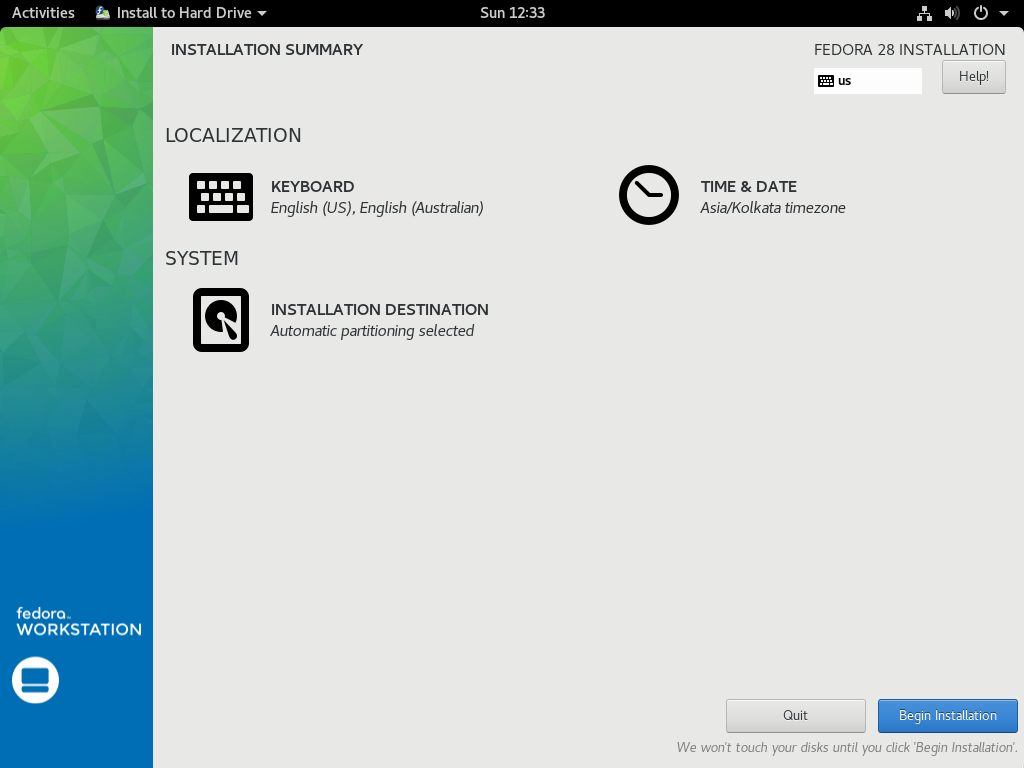 Activities Install to Hard Drive Sun 12:33
INSTALLATION SUMMARY
FEDORA 28 INSTALLATION
us
Help!
LOCALIZATION
KEYBOARD
English (US), English (Australian)
TIME & DATE
Asia/Kolkata timezone
SYSTEM
INSTALLATION DESTINATION
Automatic partitioning selected
fedora
WORKSTATION
Quit
Begin Installation
We won't touch your disks until you click 'Begin Installation'.